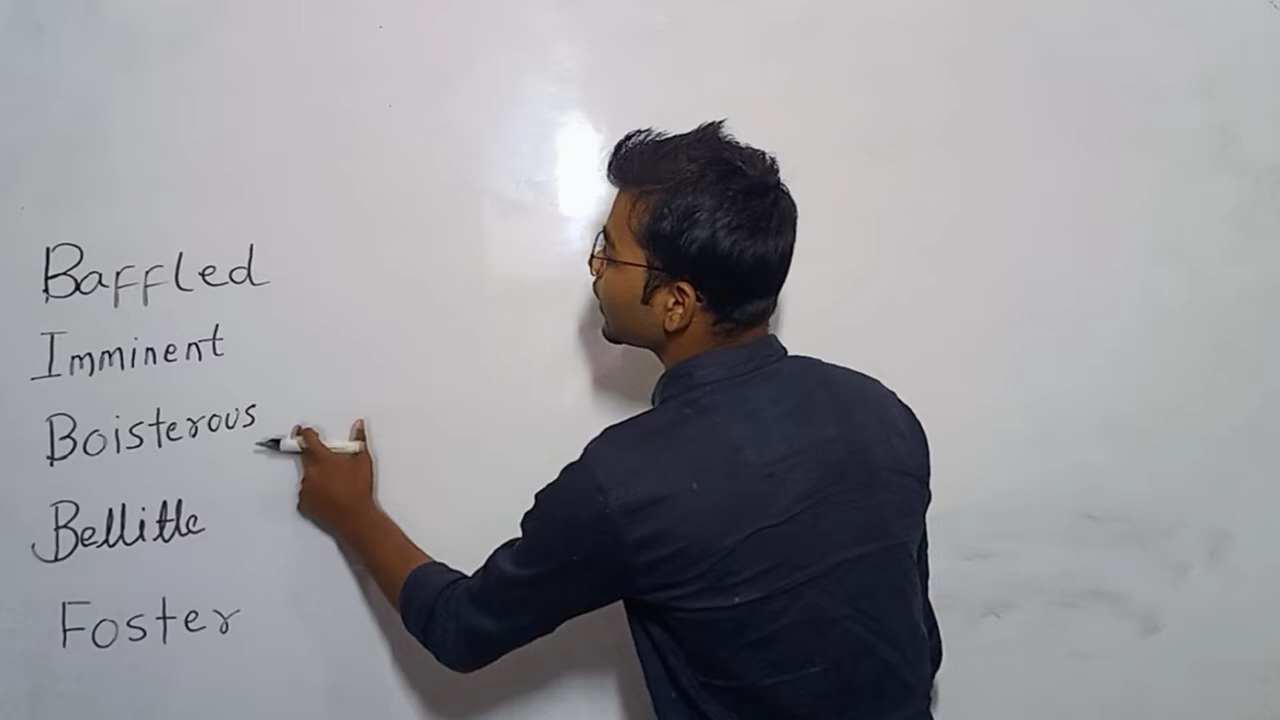 Baffled
Imminent
Boisterous
Bellitle
Foster